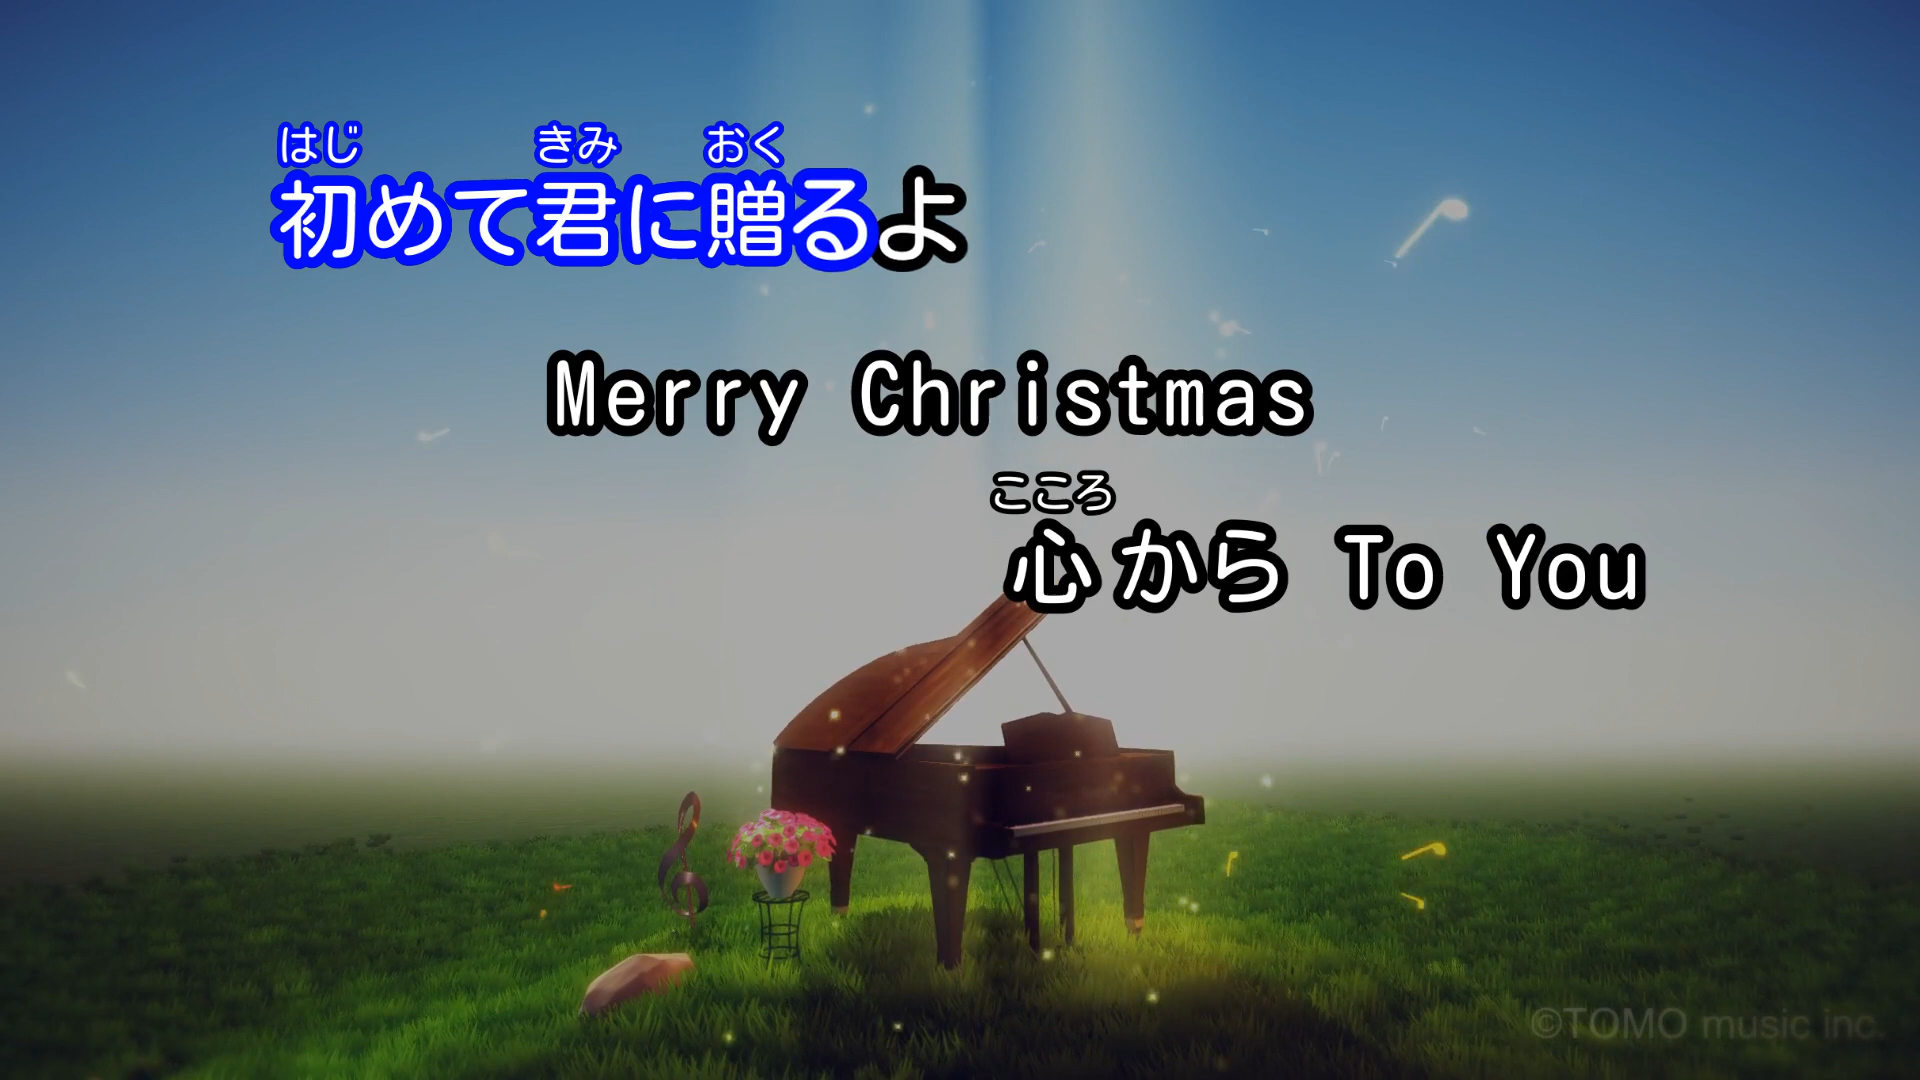 はじ きみ おく
初めて君に贈るよ
Merry Christmas
こころ
心から To You
©TOMO music inc.